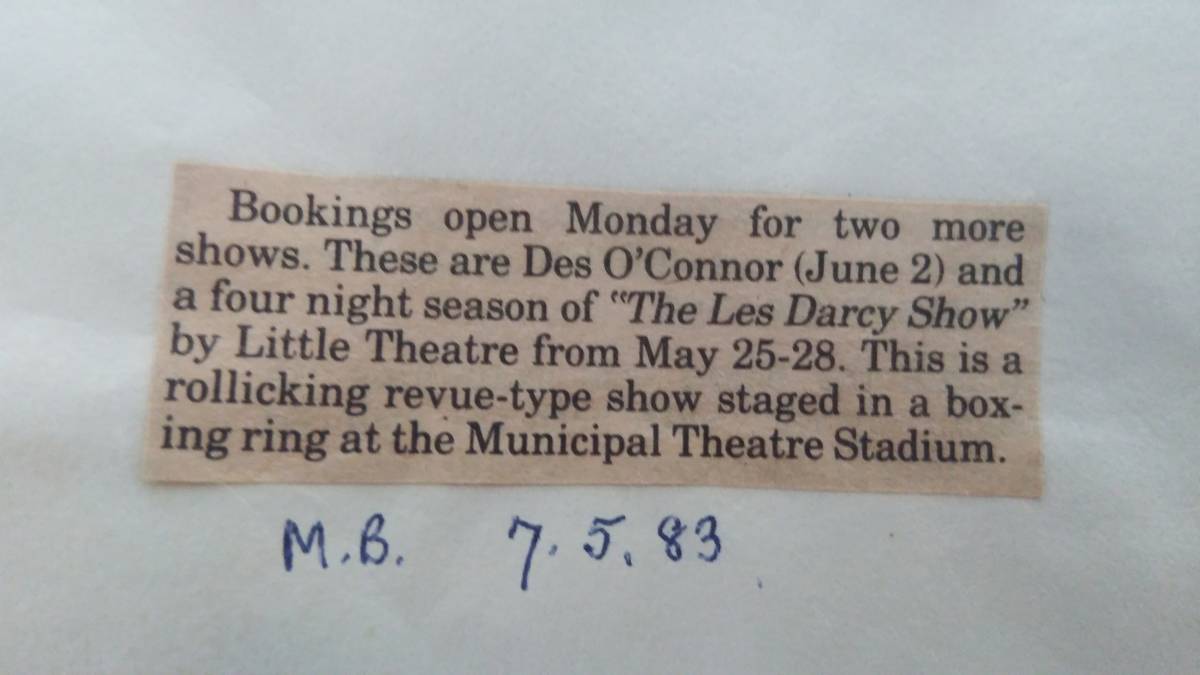 Bookings open Monday for two more
shows. These are Des O'Connor (June 2) and
a four night season of "The Les Darcy Show"
by Little Theatre from May 25-28. This is a
rollicking revue-type show staged in a box-
ing ring at the Municipal Theatre Stadium.
M.B. 7.5.83